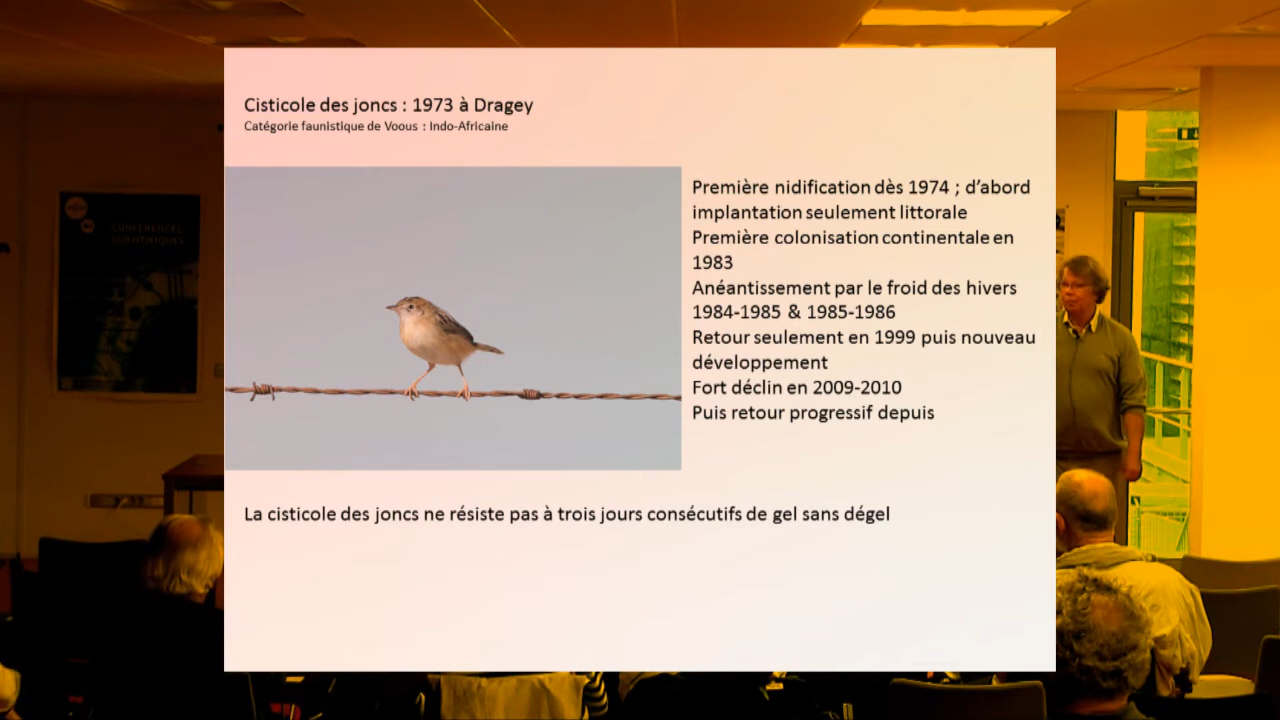 Cisticole des joncs : 1973 à Dragey
Catégorie faunistique de Voous : Indo-Africaine
Première nidification dès 1974 ; d’abord
implantation seulement littorale
Première colonisation continentale en
1983
Anéantissement par le froid des hivers
1984-1985 & 1985-1986
Retour seulement en 1999 puis nouveau
développement
Fort déclin en 2009-2010
Puis retour progressif depuis
La cisticole des joncs ne résiste pas à trois jours consécutifs de gel sans dégel
CONFERENCES
SCIENTIFIQUES